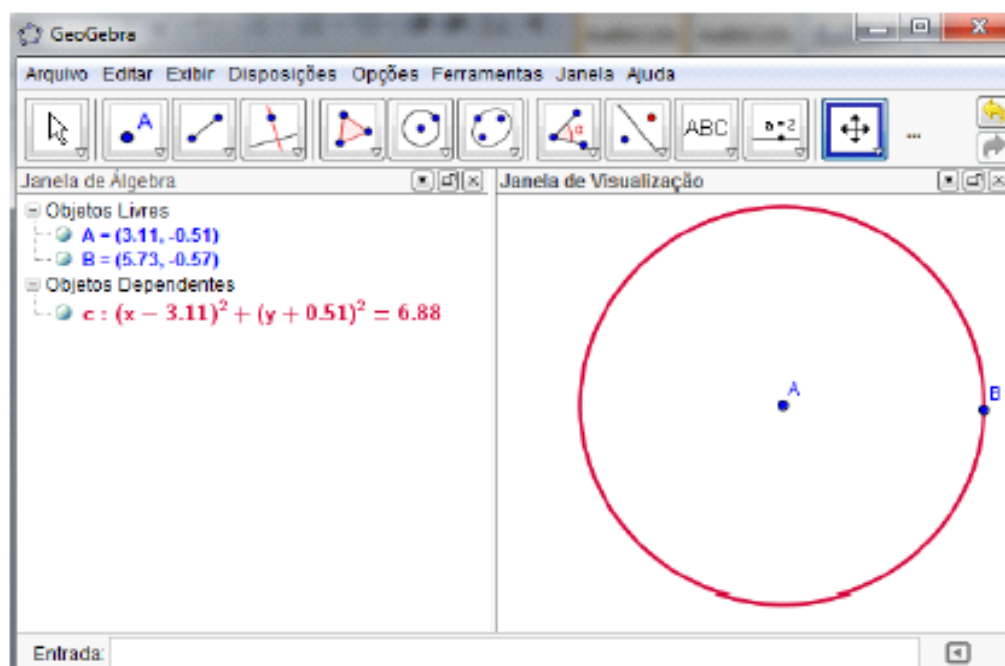 GeoGebra
Arquivo Editar Exibir Disposições Opções Ferramentas Janela Ajuda
A
α
ABC
a=2
...
Janela de Álgebra
Janela de Visualização
Objetos Livres
A = (3.11, -0.51)
B = (5.73, -0.57)
Objetos Dependentes
c : (x − 3.11)² + (y + 0.51)² = 6.88
A
B
Entrada: